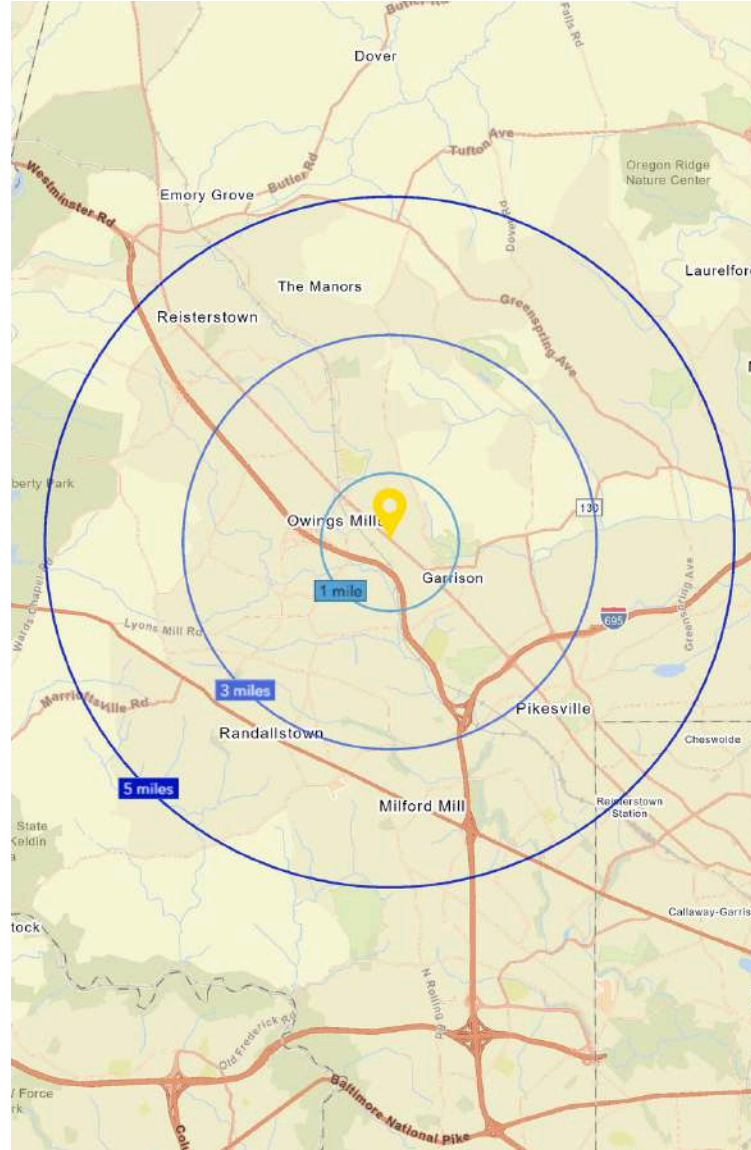 Butler Rd
Falls Rd
Dover
Tufton Ave
Oregon Ridge
Nature Center
Westminster Rd
Emory Grove
Butler Rd
Dover Rd
Laurelfor
The Manors
Greenspring Ave
Reisterstown
berty Park
130
Owings Mills
Garrison
1 mile
Wards Chapel Rd
Greenspring Ave
695
Lyons Mill Rd
3 miles
Marriottsville Rd
Pikesville
Randallstown
Cheswolde
5 miles
Milford Mill
Reisterstown
Station
State
Keldin
a
Callaway-Garris
tock
N Rolling Rd
Old Frederick Rd
Force
rk
Baltimore National Pike
Colu